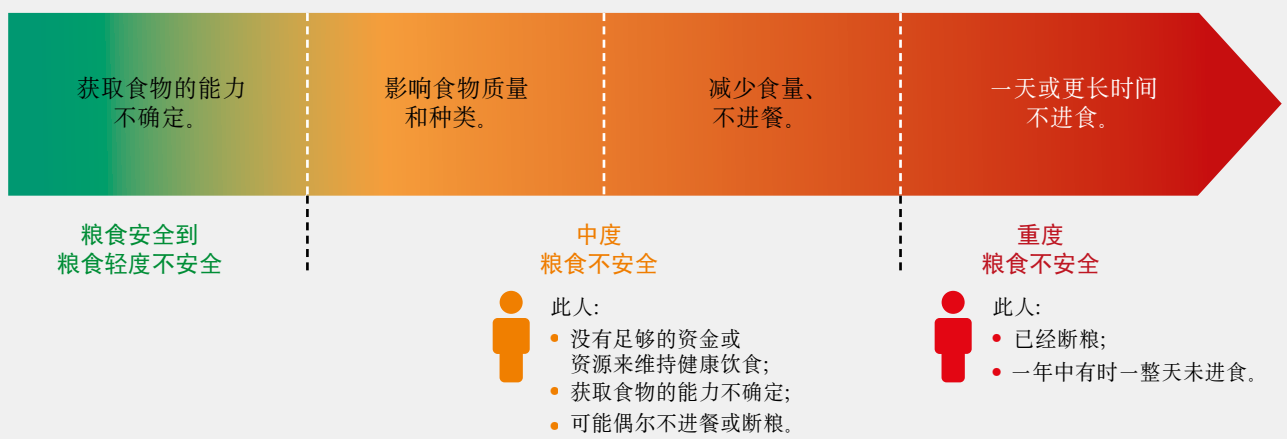 获取食物的能力
不确定。
影响食物质量
和种类。
减少食量、
不进餐。
一天或更长时间
不进食。
粮食安全到
粮食轻度不安全
中度
粮食不安全
此人:
• 没有足够的资金或
资源来维持健康饮食;
• 获取食物的能力不确定;
• 可能偶尔不进餐或断粮。
重度
粮食不安全
此人:
• 已经断粮;
• 一年中有时一整天未进食。